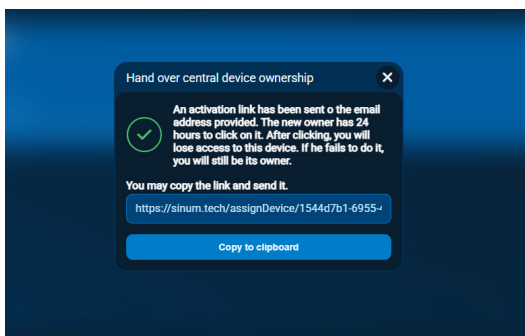 Hand over central device ownership
An activation link has been sent o the email
address provided. The new owner has 24
hours to click on it. After clicking, you will
lose access to this device. If he fails to do it,
you will still be its owner.
You may copy the link and send it.
https://sinum.tech/assignDevice/1544d7b1-6955-
Copy to clipboard